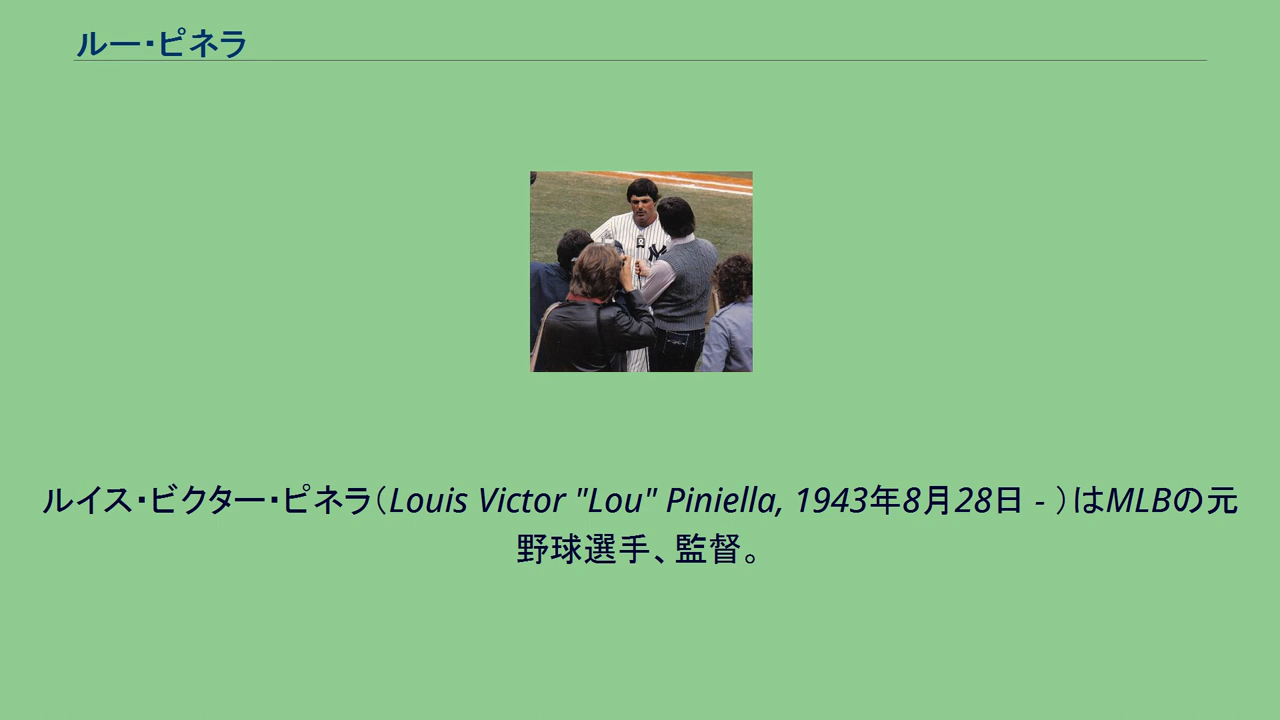 ルー・ピネラ
NY
ルイス・ビクター・ピネラ（Louis Victor "Lou" Piniella, 1943年8月28日 - ）はMLBの元
野球選手、監督。